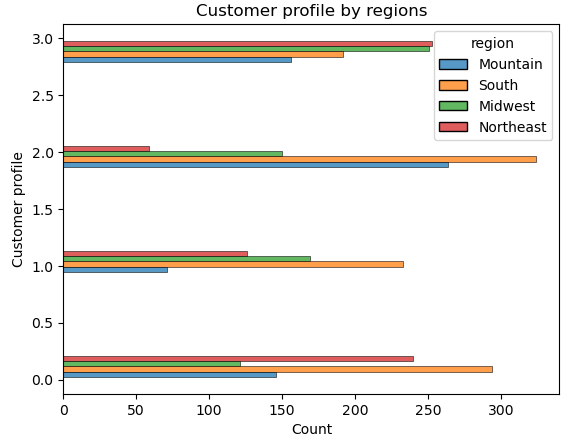 Customer profile by regions
region
Mountain
South
Midwest
Northeast
3.0
2.5
2.0
1.5
1.0
0.5
0.0
Customer profile
0 50 100 150 200 250 300
Count